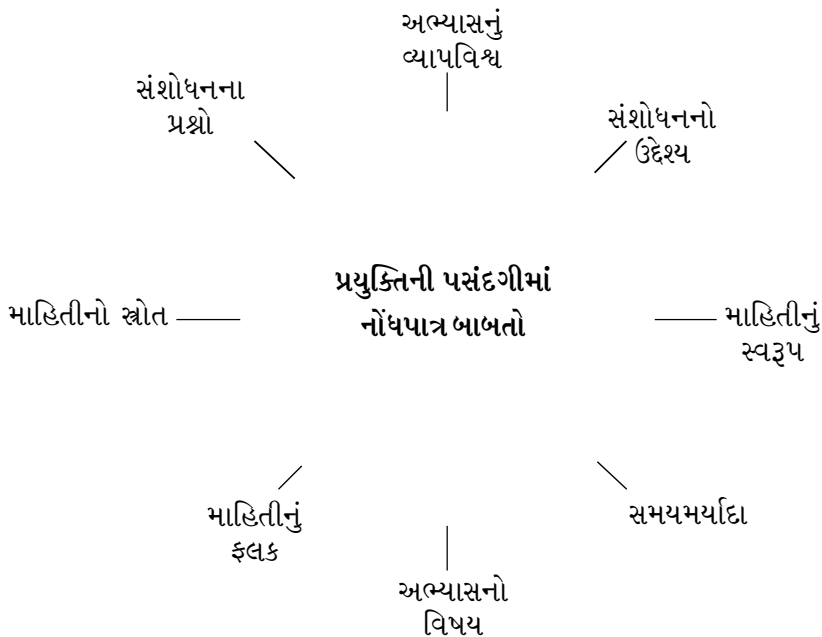 અભ્યાસનું
વ્યાપવિશ્વ
સંશોધનના
પ્રશ્નો
સંશોધનનો
ઉદ્દેશ્ય
પ્રયુક્તિની પસંદગીમાં
નોંધપાત્ર બાબતો
માહિતીનો સ્ત્રોત
માહિતીનું
સ્વરૂપ
માહિતીનું
ફલક
સમયમર્યાદા
અભ્યાસનો
વિષય